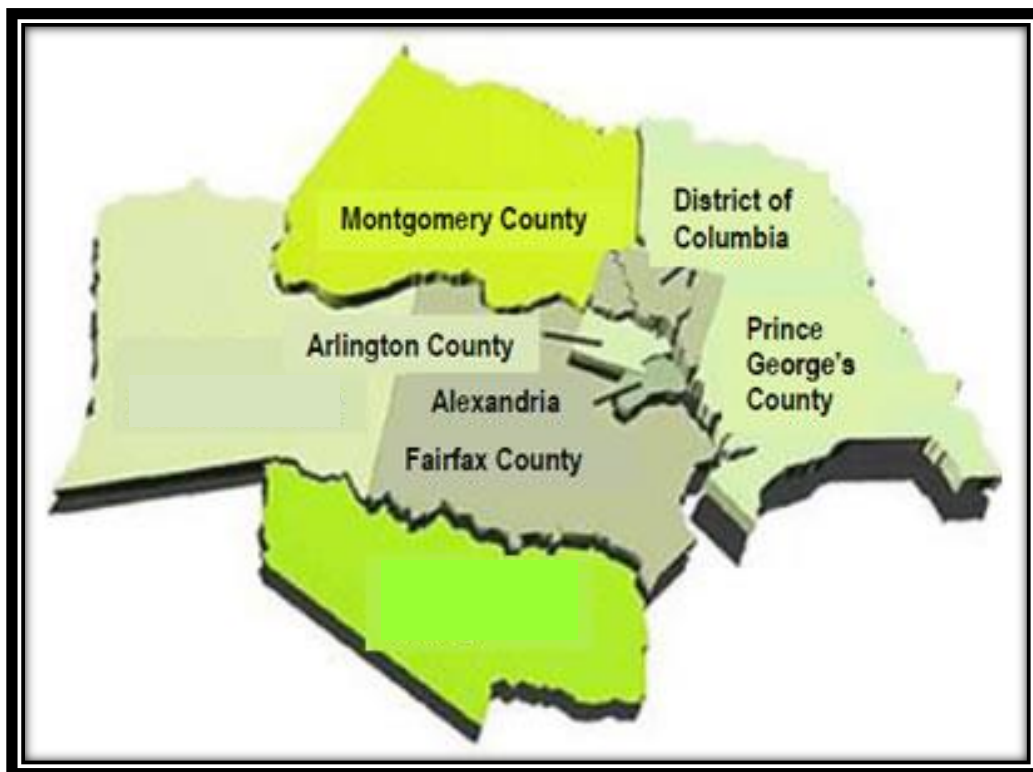 Montgomery County
District of
Columbia
Arlington County
Prince
George's
County
Alexandria
Fairfax County